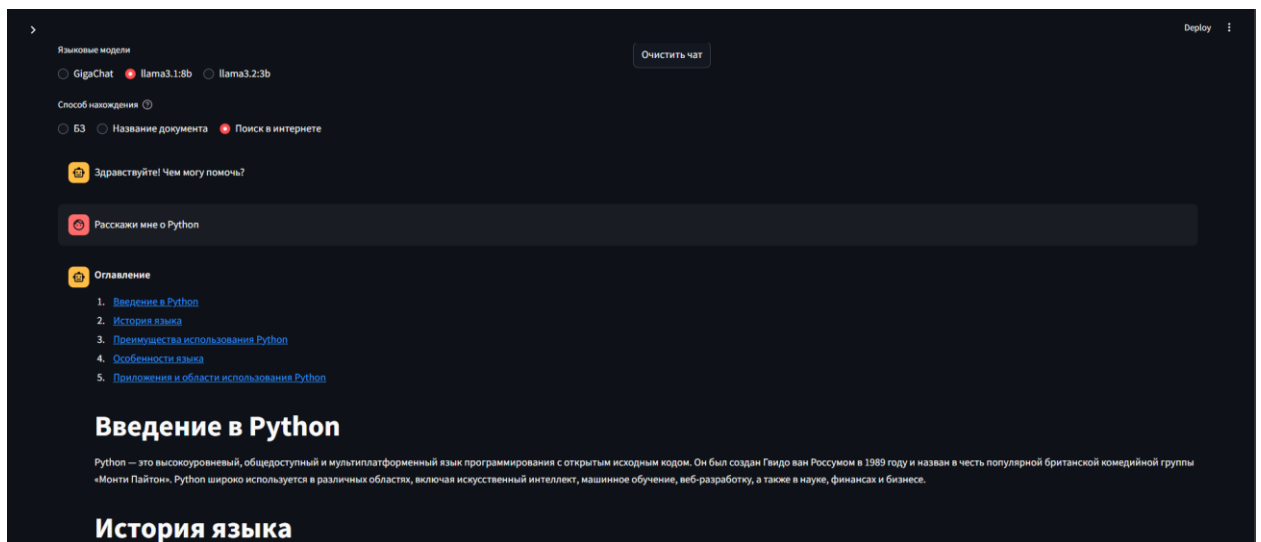 Deploy
Языковые модели
Очистить чат
GigaChat llama3.1:8b llama3.2:3b
Способ нахождения
БЗ Название документа Поиск в интернете
Здравствуйте! Чем могу помочь?
Расскажи мне о Python
Оглавление
1. Введение в Python
2. История языка
3. Преимущества использования Python
4. Особенности языка
5. Приложения и области использования Python
Введение в Python
Python — это высокоуровневый, общедоступный и мультиплатформенный язык программирования с открытым исходным кодом. Он был создан Гвидо ван Россумом в 1989 году и назван в честь популярной британской комедийной группы
«Монти Пайтон». Python широко используется в различных областях, включая искусственный интеллект, машинное обучение, веб-разработку, а также в науке, финансах и бизнесе.
История языка